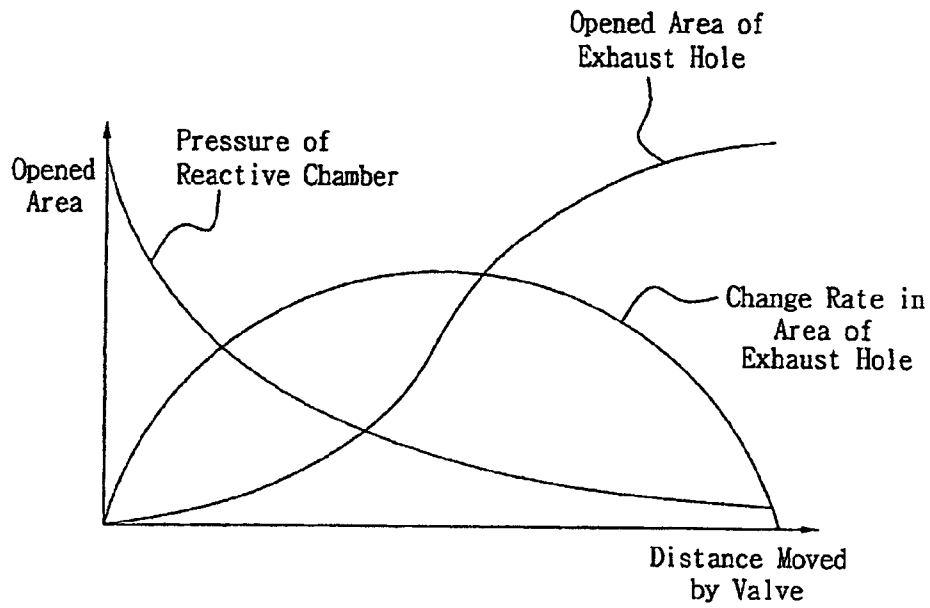 Opened Area of
Exhaust Hole
Pressure of
Reactive Chamber
Opened
Area
Change Rate in
Area of
Exhaust Hole
Distance Moved
by Valve